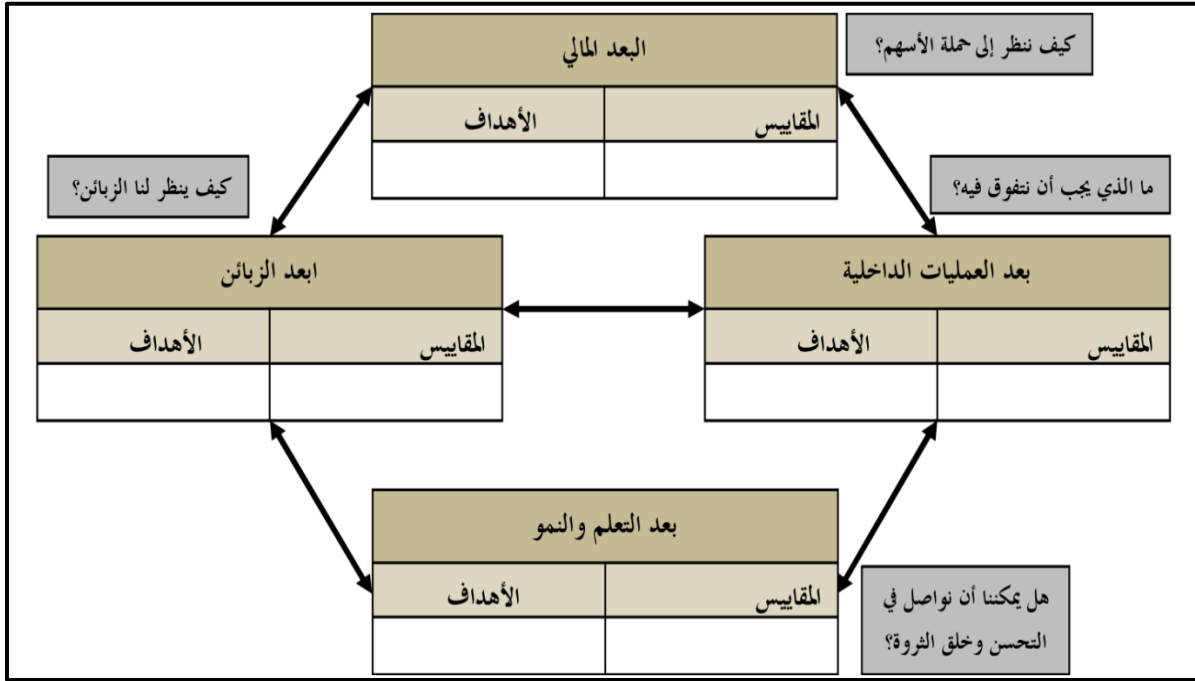 البعد المالي
كيف ننظر إلى حملة الأسهم؟
المقاييس
الأهداف
ما الذي يجب أن نتفوق فيه؟
كيف ينظر لنا الزبائن؟
بعد العمليات الداخلية
المقاييس
الأهداف
ابعد الزبائن
المقاييس
الأهداف
بعد التعلم والنمو
المقاييس
الأهداف
هل يمكننا أن نواصل في
التحسن وخلق الثروة؟